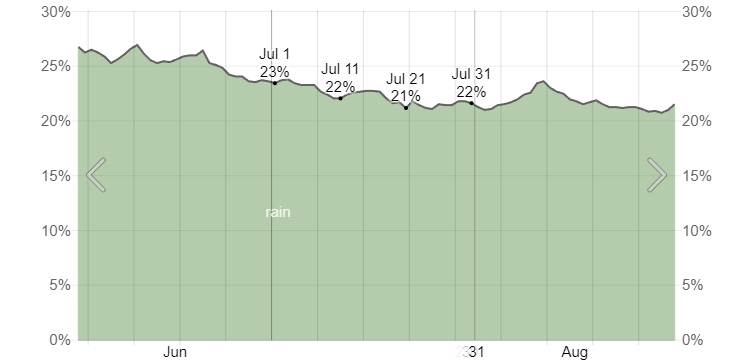 30% 30%
Jul 1
23%
25% 25%
Jul 11
22%
Jul 21
21%
Jul 31
22%
20% 20%
15% 15%
rain
10% 10%
5% 5%
0% 0%
Jun 31 Aug